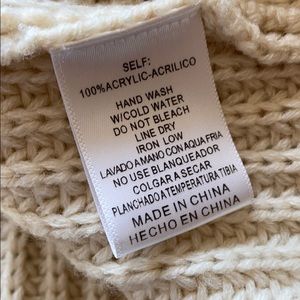 SELF:
100%ACRYLIC-ACRILICO
HAND WASH
W/COLD WATER
DO NOT BLEACH
LINE DRY
IRON LOW
LAVADO A MANO CON AQUA FRIA
NO USE BLANQUEADOR
COLGAR A SECAR
PLANCHADO A TEMPERATURA TIBIA
MADE IN CHINA
HECHO EN CHINA